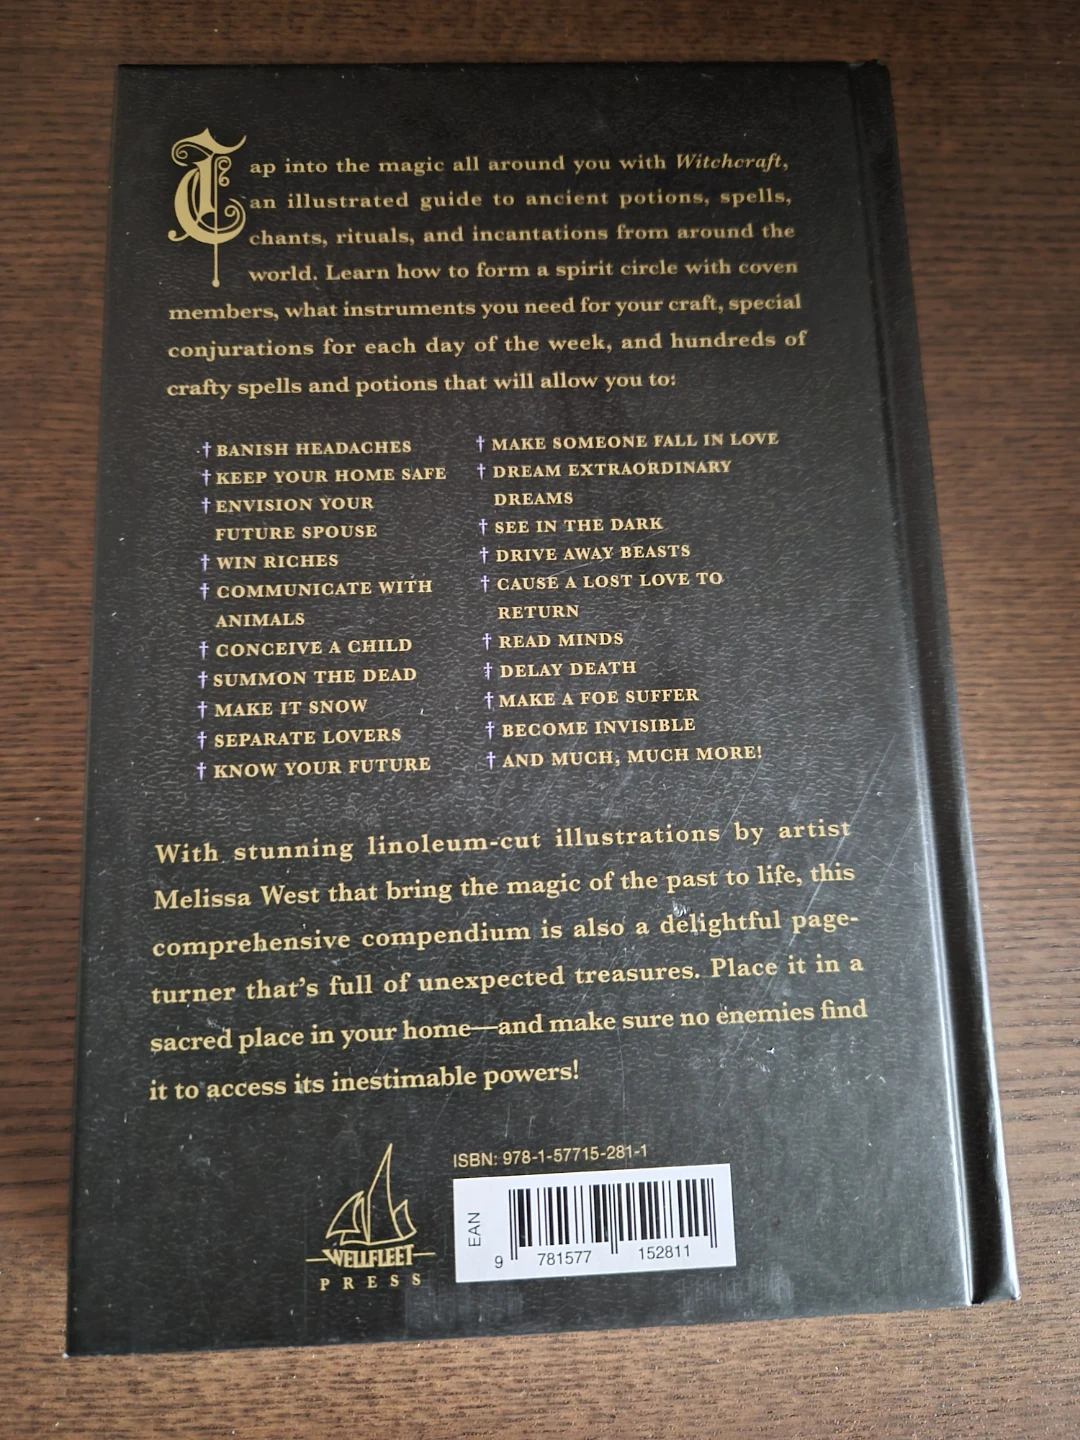 Tap into the magic all around you with Witchcraft,
an illustrated guide to ancient potions, spells,
chants, rituals, and incantations from around the
world. Learn how to form a spirit circle with coven
members, what instruments you need for your craft, special
conjurations for each day of the week, and hundreds of
crafty spells and potions that will allow you to:
† BANISH HEADACHES
† KEEP YOUR HOME SAFE
† ENVISION YOUR
FUTURE SPOUSE
† WIN RICHES
† COMMUNICATE WITH
ANIMALS
† CONCEIVE A CHILD
† SUMMON THE DEAD
† MAKE IT SNOW
† SEPARATE LOVERS
† KNOW YOUR FUTURE
† MAKE SOMEONE FALL IN LOVE
† DREAM EXTRAORDINARY
DREAMS
† SEE IN THE DARK
† DRIVE AWAY BEASTS
† CAUSE A LOST LOVE TO
RETURN
† READ MINDS
† DELAY DEATH
† MAKE A FOE SUFFER
† BECOME INVISIBLE
† AND MUCH, MUCH MORE!
With stunning linoleum-cut illustrations by artist
Melissa West that bring the magic of the past to life, this
comprehensive compendium is also a delightful page-
turner that's full of unexpected treasures. Place it in a
sacred place in your home—and make sure no enemies find
it to access its inestimable powers!
WELLFLEET
PRESS
ISBN: 978-1-57715-281-1
EAN
9 781577 152811